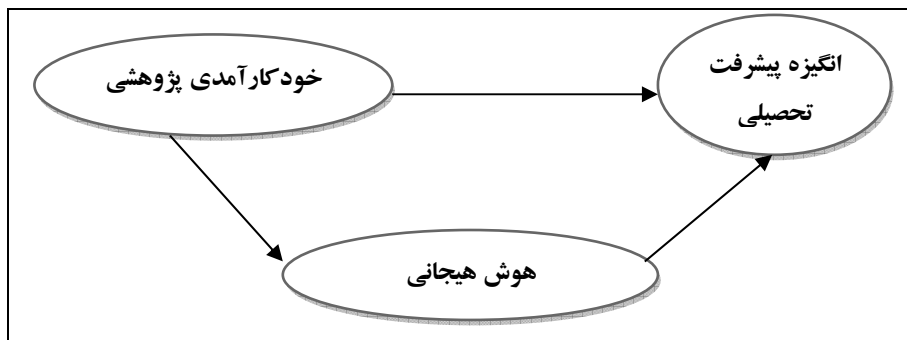 خودکارآمدی پژوهشی
انگیزه پیشرفت
تحصیلی
هوش هیجانی